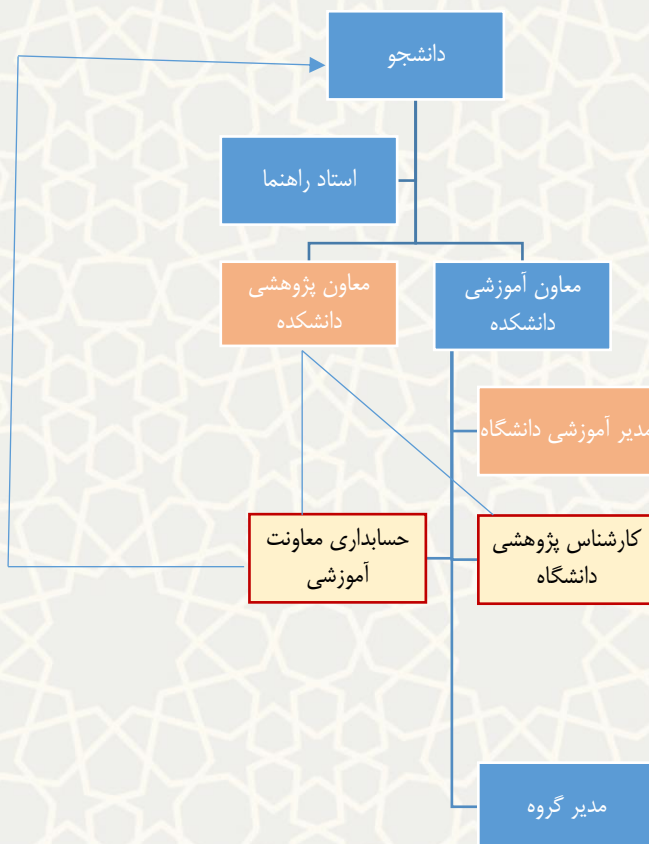 دانشجو
استاد راهنما
معاون آموزشی
دانشکده
معاون پژوهشی
دانشکده
مدیر آموزشی دانشگاه
کارشناس پژوهشی
دانشگاه
حسابداری معاونت
آموزشی
مدیر گروه